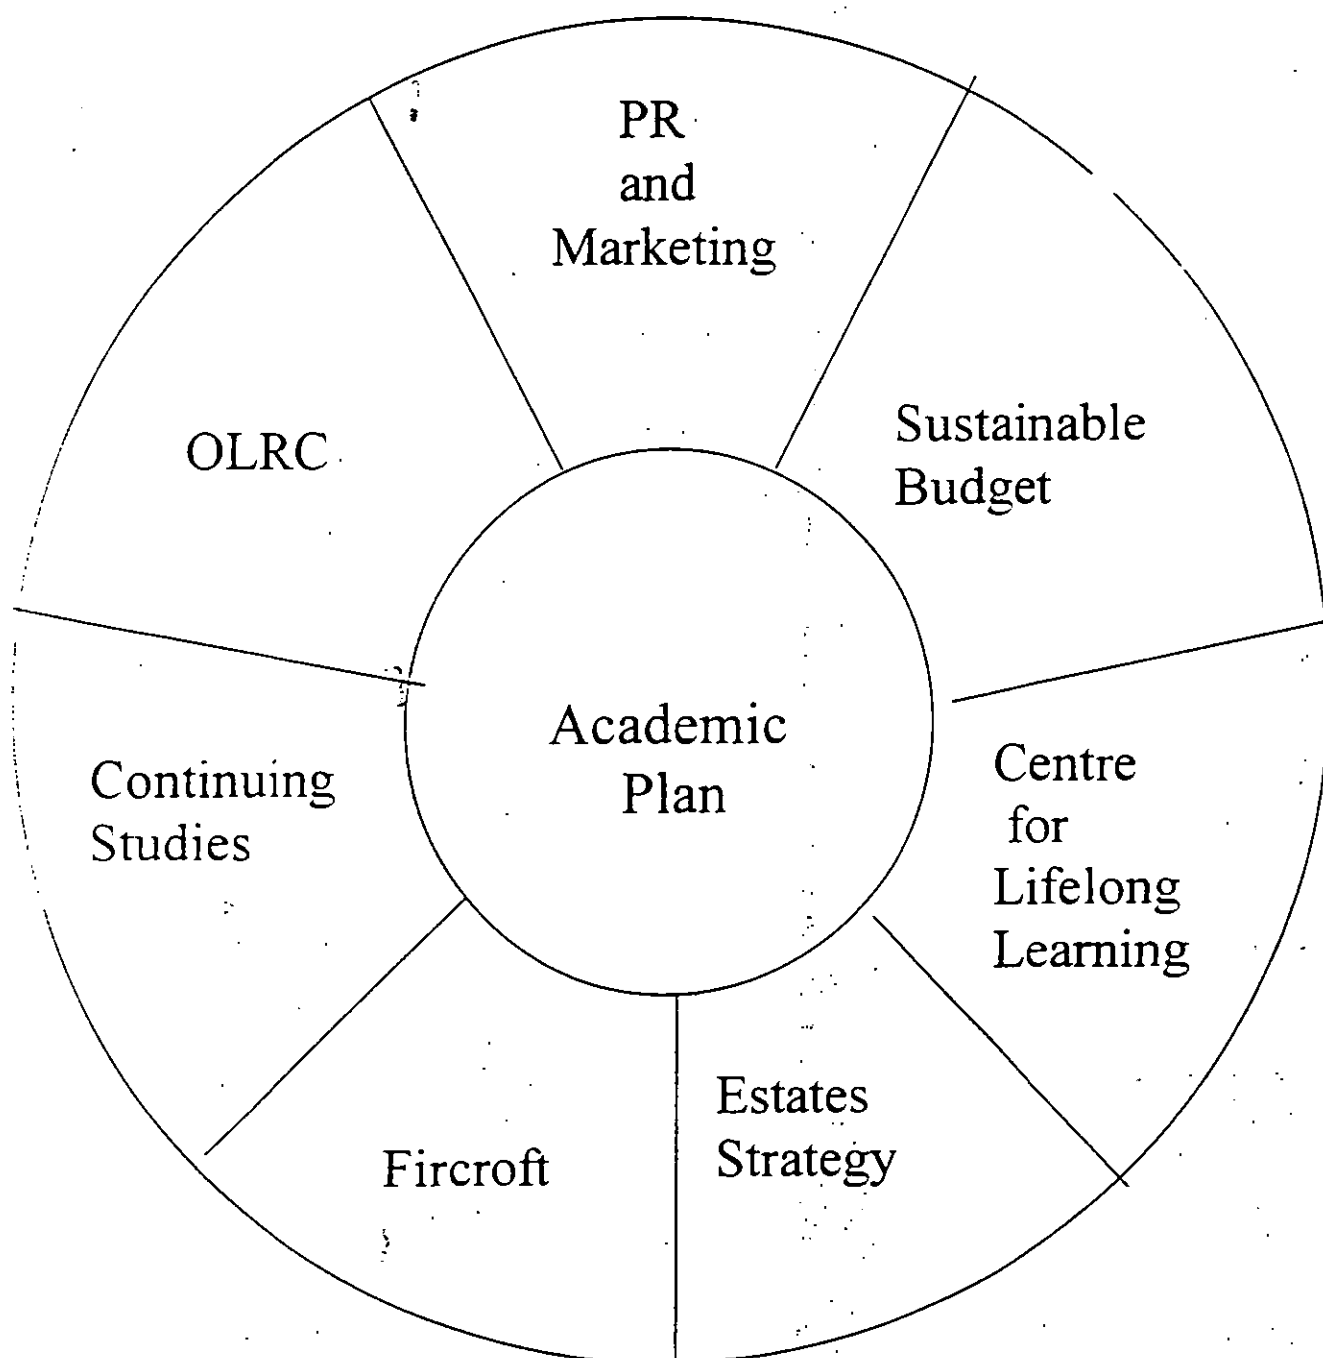 PR
and
Marketing
Sustainable
Budget
OLRC
Academic
Plan
Centre
for
Lifelong
Learning
Continuing
Studies
Estates
Strategy
Fircroft